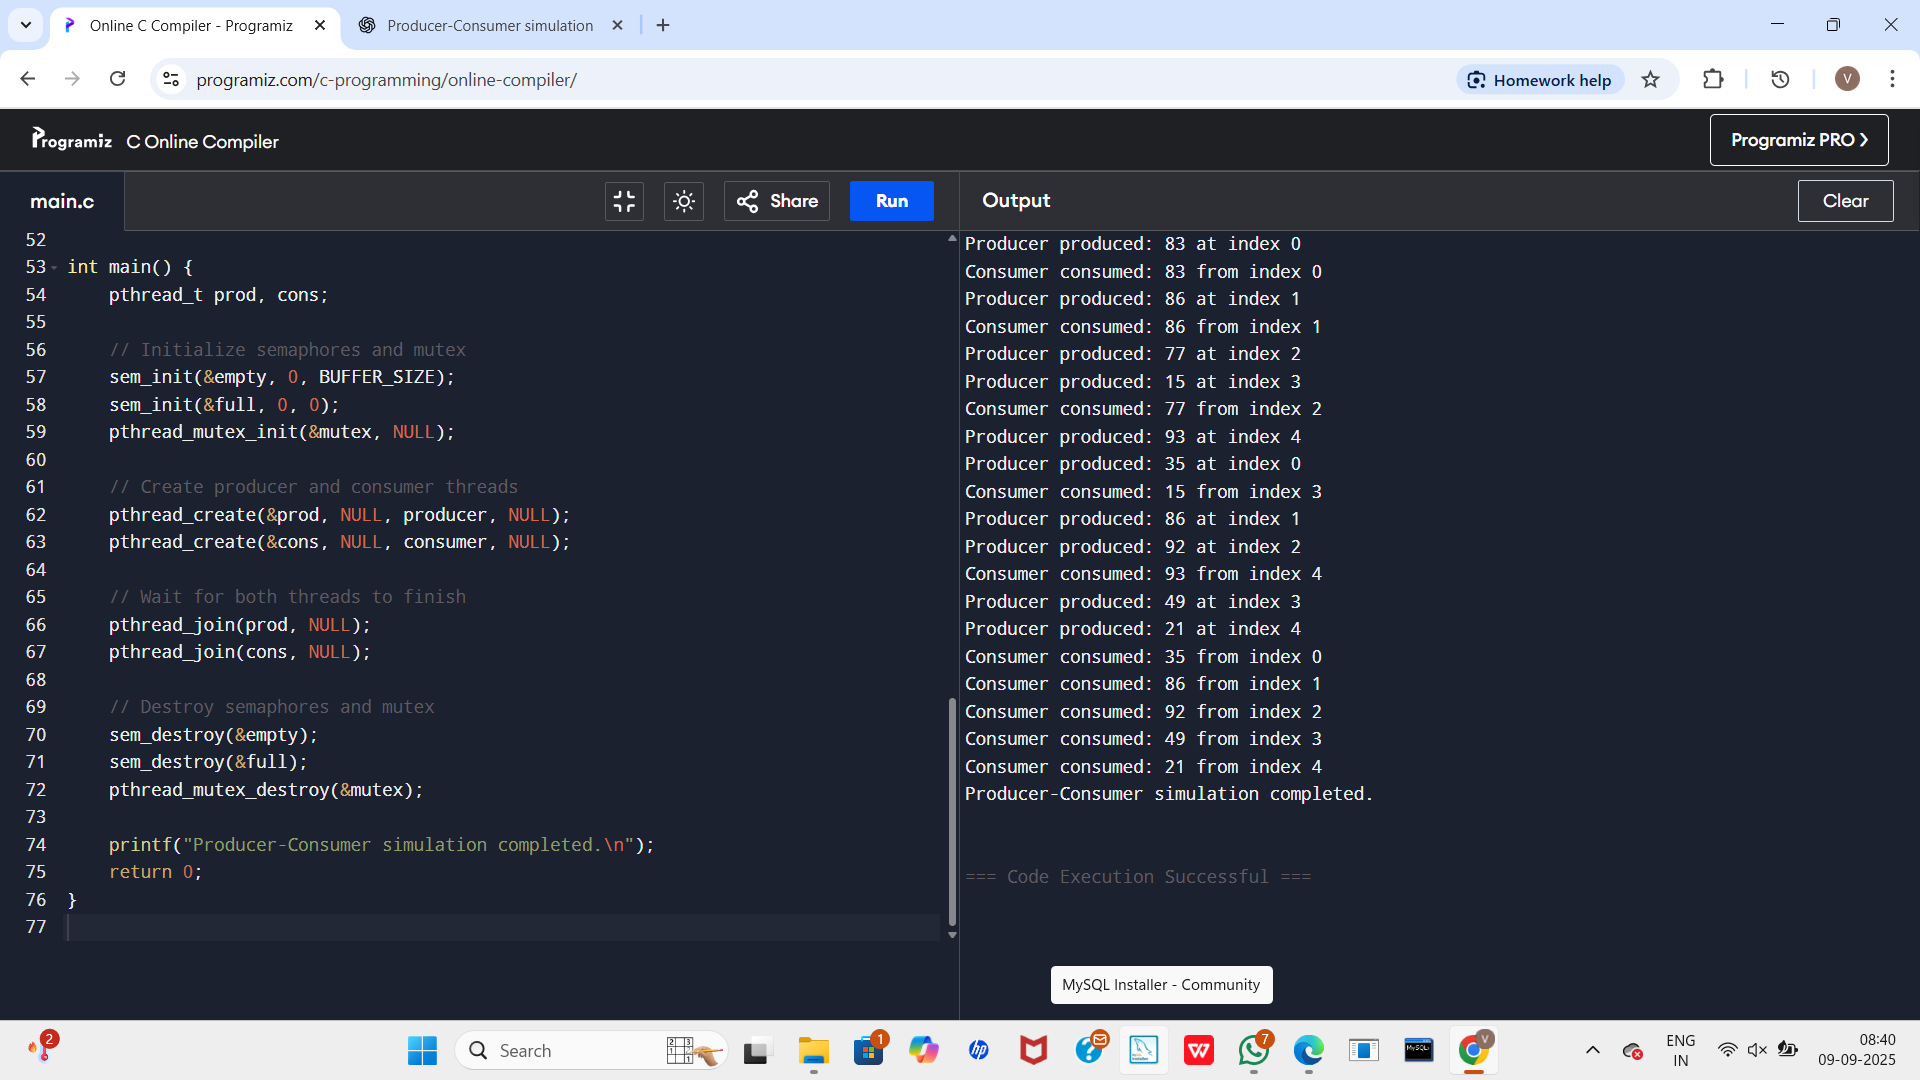 Online C Compiler - Programiz
Producer-Consumer simulation
programiz.com/c-programming/online-compiler/
Homework help
V
Programiz
C Online Compiler
Programiz PRO
main.c
Share
Run
Output
Clear
52
53 int main() {
54     pthread_t prod, cons;
55
56     // Initialize semaphores and mutex
57     sem_init(&empty, 0, BUFFER_SIZE);
58     sem_init(&full, 0, 0);
59     pthread_mutex_init(&mutex, NULL);
60
61     // Create producer and consumer threads
62     pthread_create(&prod, NULL, producer, NULL);
63     pthread_create(&cons, NULL, consumer, NULL);
64
65     // Wait for both threads to finish
66     pthread_join(prod, NULL);
67     pthread_join(cons, NULL);
68
69     // Destroy semaphores and mutex
70     sem_destroy(&empty);
71     sem_destroy(&full);
72     pthread_mutex_destroy(&mutex);
73
74     printf("Producer-Consumer simulation completed.\n");
75     return 0;
76 }
77
Producer produced: 83 at index 0
Consumer consumed: 83 from index 0
Producer produced: 86 at index 1
Consumer consumed: 86 from index 1
Producer produced: 77 at index 2
Producer produced: 15 at index 3
Consumer consumed: 77 from index 2
Producer produced: 93 at index 4
Producer produced: 35 at index 0
Consumer consumed: 15 from index 3
Producer produced: 86 at index 1
Producer produced: 92 at index 2
Consumer consumed: 93 from index 4
Producer produced: 49 at index 3
Producer produced: 21 at index 4
Consumer consumed: 35 from index 0
Consumer consumed: 86 from index 1
Consumer consumed: 92 from index 2
Consumer consumed: 49 from index 3
Consumer consumed: 21 from index 4
Producer-Consumer simulation completed.
=== Code Execution Successful ===
MySQL Installer - Community
2
Search
1
hp
W
7
MySQL
V
ENG
IN
08:40
09-09-2025